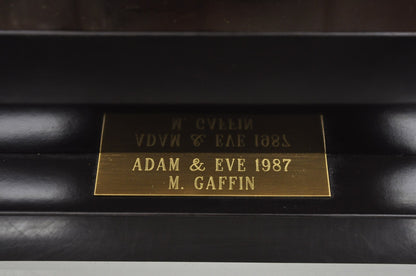 ADAM & EVE 1987
M. GAFFIN